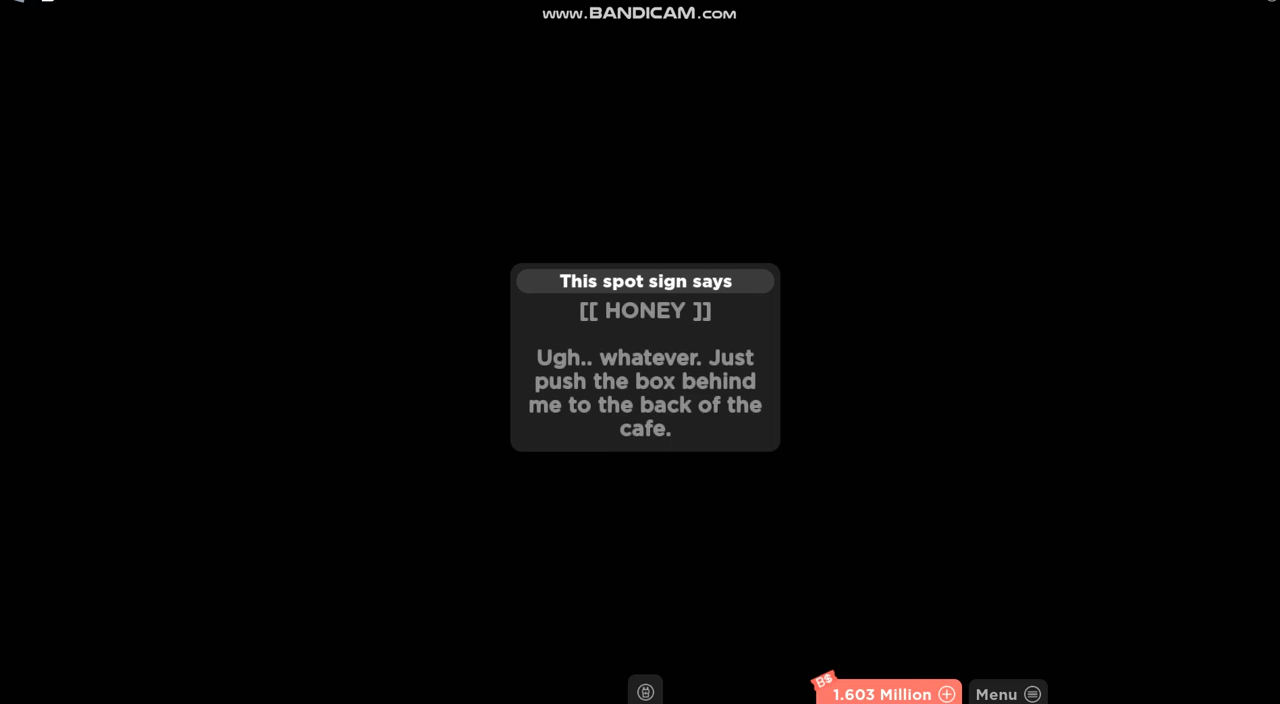 www.BANDICAM.com
This spot sign says
[[ HONEY ]]
Ugh.. whatever. Just
push the box behind
me to the back of the
cafe.
B$
1.603 Million
Menu